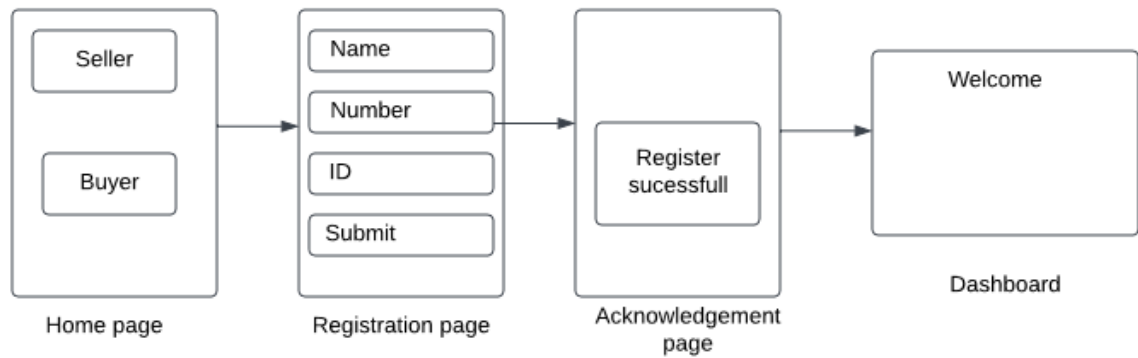 Seller
Buyer
Home page
Name
Number
ID
Submit
Registration page
Register
sucessfull
Acknowledgement
page
Welcome
Dashboard